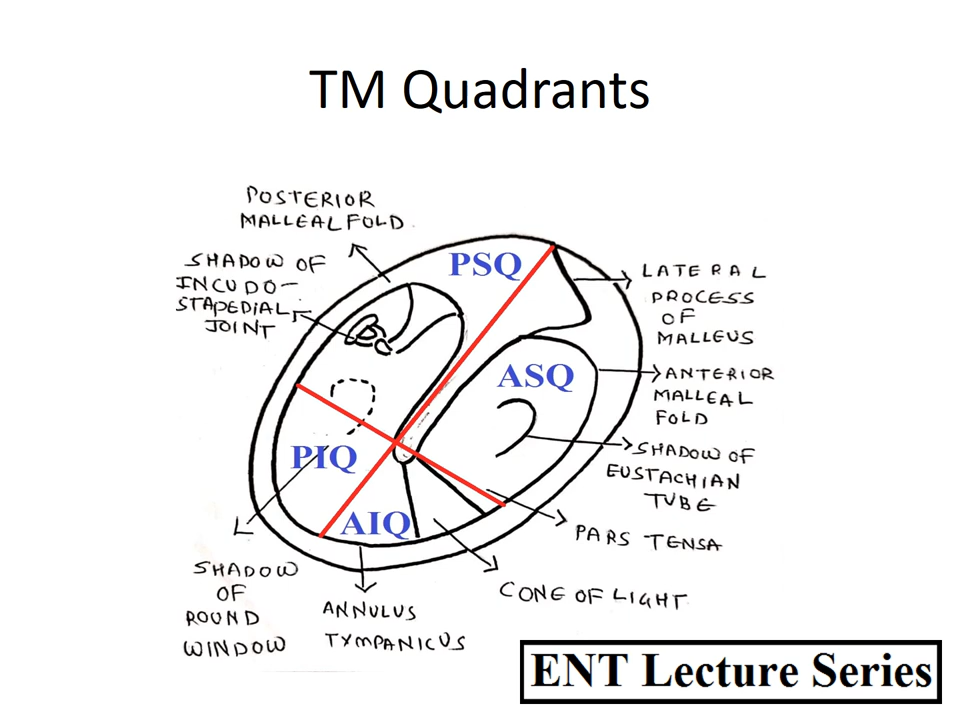 TM Quadrants
POSTERIOR
MALLEAL FOLD
SHADOW OF
INCUDO-
STAPEDIAL
JOINT
PSQ
LATERAL
PROCESS
OF
MALLEUS
ASQ
ANTERIOR
MALLEAL
FOLD
PIQ
SHADOW OF
EUSTACHIAN
TUBE
AIQ
PARS TENSA
SHADOW
OF
ROUND
WINDOW
ANNULUS
TYMPANICUS
CONE OF LIGHT
ENT Lecture Series